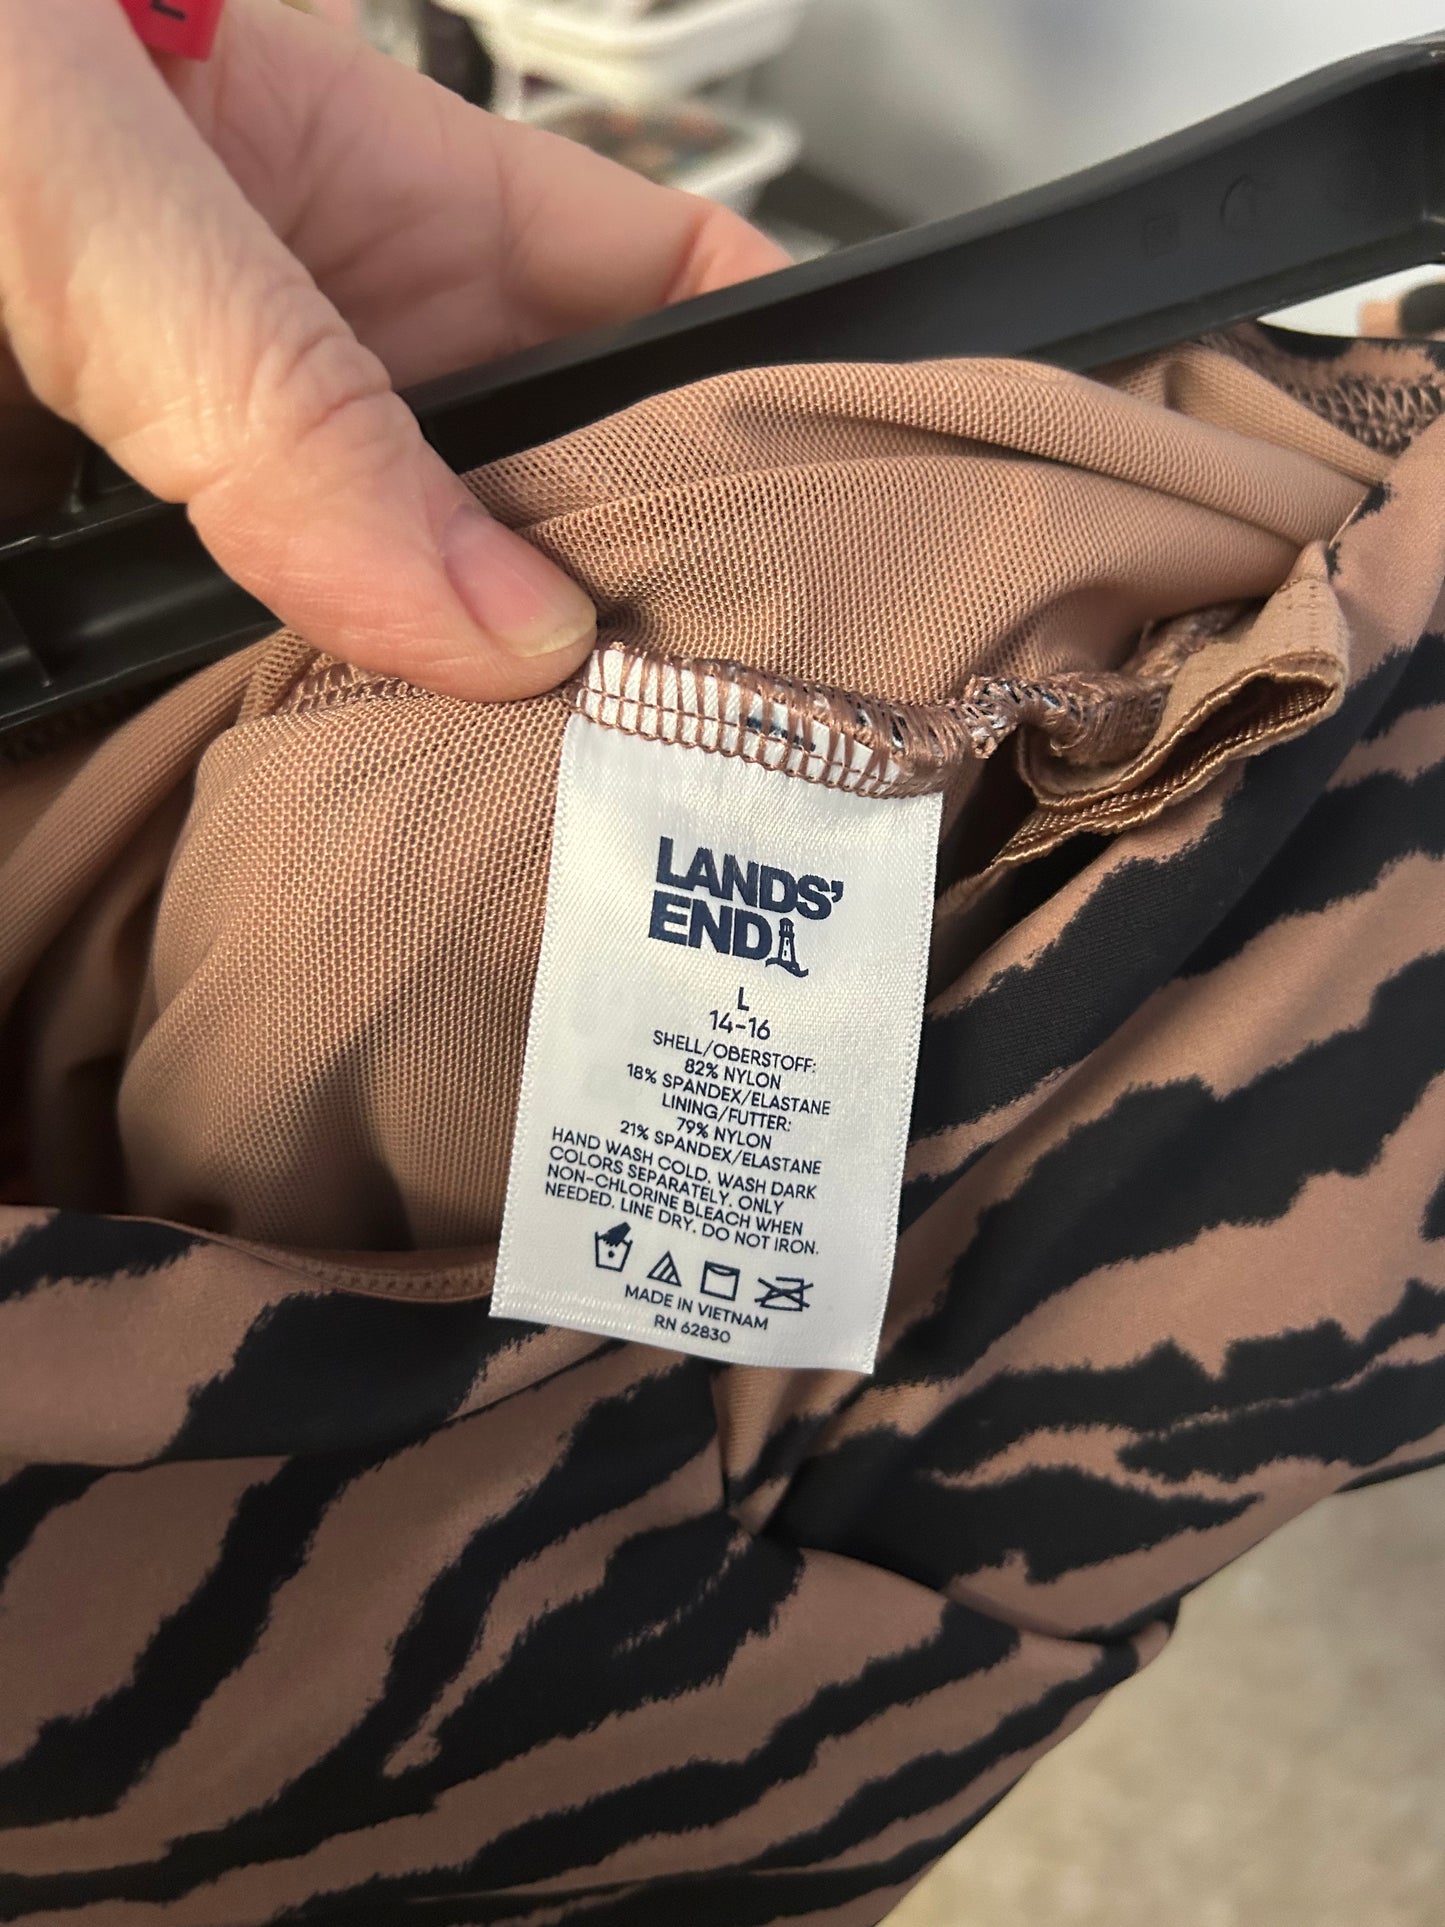 LANDS'
END
L
14-16
SHELL/OBERSTOFF:
82% NYLON
18% SPANDEX/ELASTANE
LINING/FUTTER:
79% NYLON
21% SPANDEX/ELASTANE
HAND WASH COLD. WASH DARK
COLORS SEPARATELY. ONLY
NON-CHLORINE BLEACH WHEN
NEEDED. LINE DRY. DO NOT IRON.
MADE IN VIETNAM
RN 62830